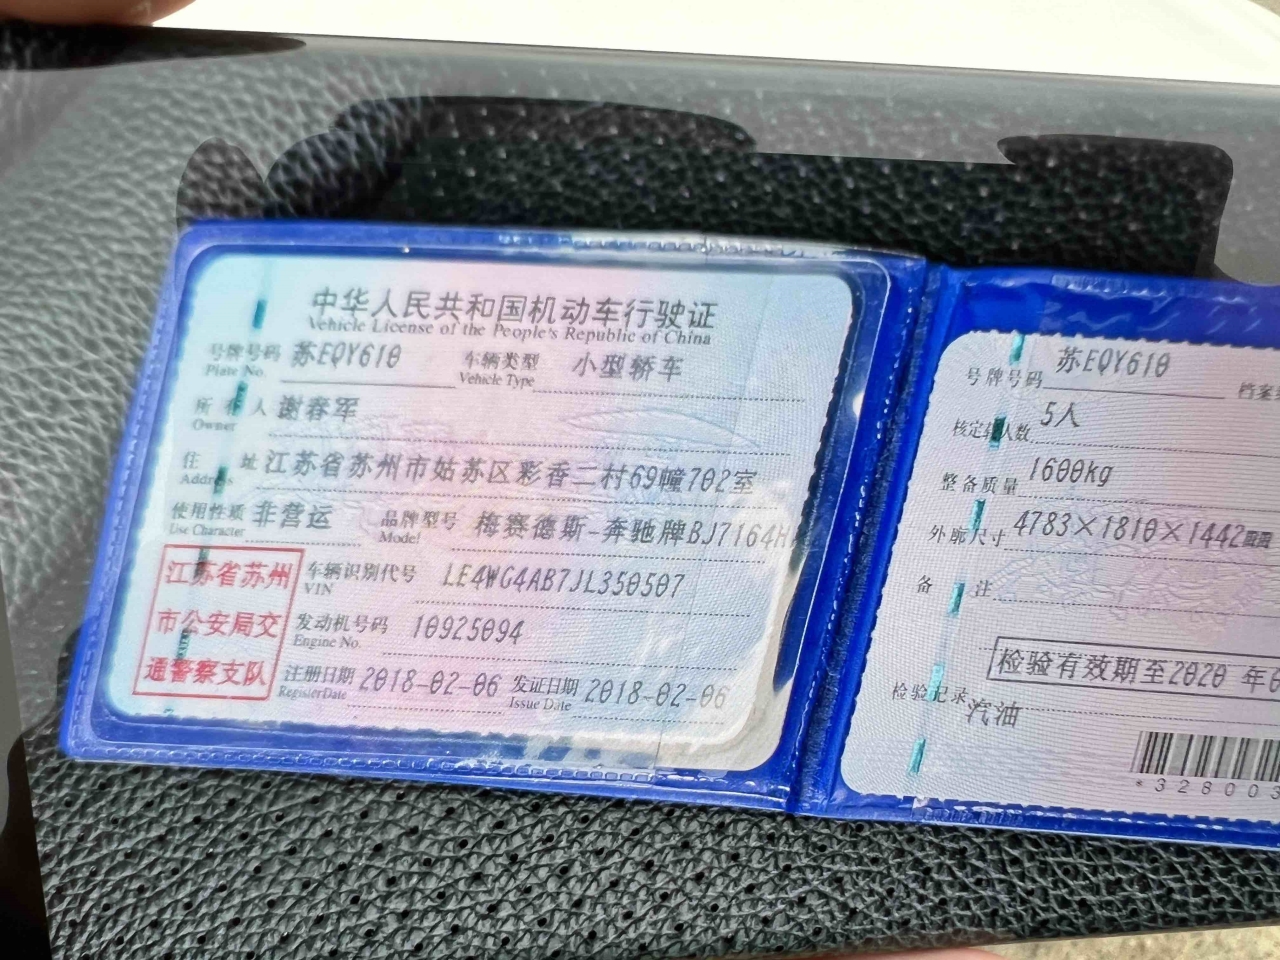 中华人民共和国机动车行驶证
Vehicle License of the People's Republic of China
号牌号码 苏EQY610 车辆类型 小型轿车
Plate No. Vehicle Type
所有人 谢春军
Owner
住址 江苏省苏州市姑苏区彩香二村69幢702室
Address
使用性质 非营运 品牌型号 梅赛德斯-奔驰牌BJ7164H
Use Character Model
江苏省苏州
市公安局交
通警察支队
车辆识别代号 LE4WG4AB7JL350507
VIN
发动机号码 10925094
Engine No.
注册日期 2018-02-06 发证日期 2018-02-06
Register Date Issue Date
号牌号码 苏EQY610 档案
核定载人数 5人
整备质量 1600kg
外廓尺寸 4783×1810×1442
备注
检验有效期至2020 年0
检验记录
汽油
*328003